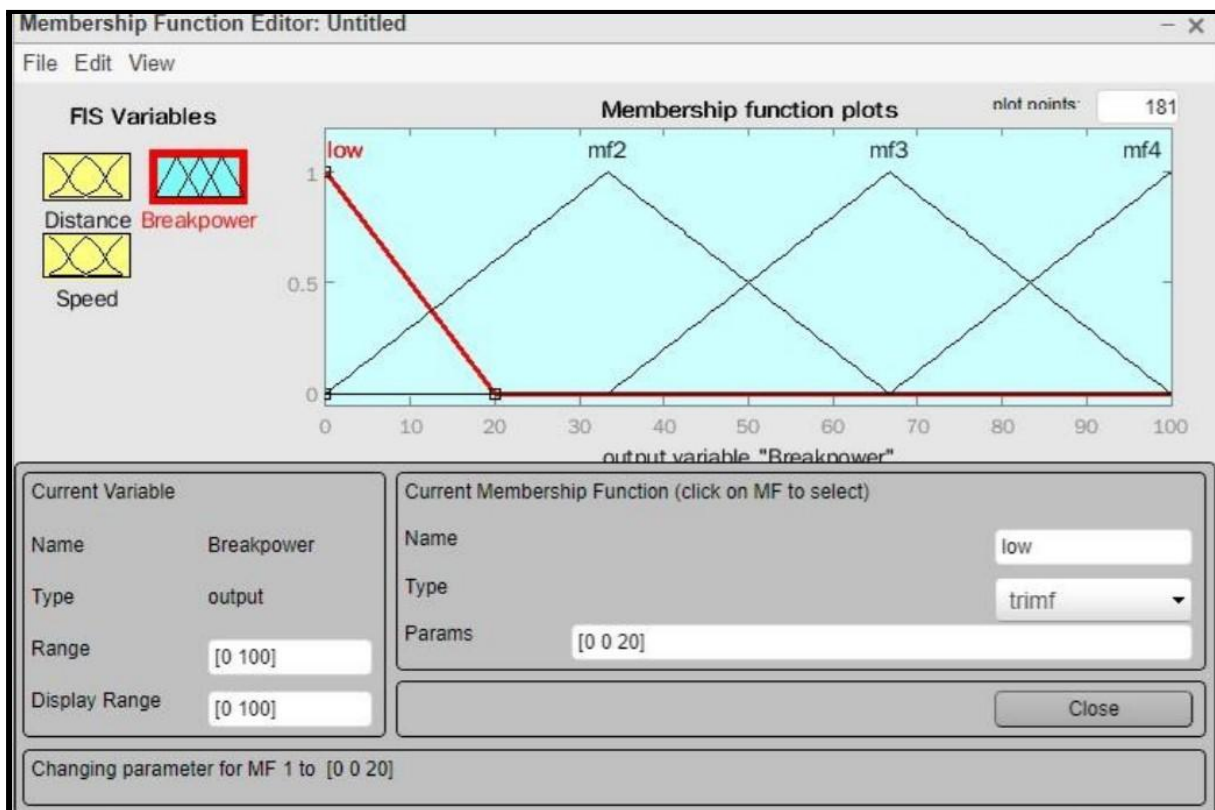 Membership Function Editor: Untitled
File Edit View
FIS Variables
Distance Breakpower
Speed
Membership function plots
plot points: 181
low mf2 mf3 mf4
1
0.5
0
0 10 20 30 40 50 60 70 80 90 100
output variable "Breakpower"
Current Variable
Name Breakpower
Type output
Range [0 100]
Display Range [0 100]
Current Membership Function (click on MF to select)
Name low
Type trimf
Params [0 0 20]
Close
Changing parameter for MF 1 to [0 0 20]